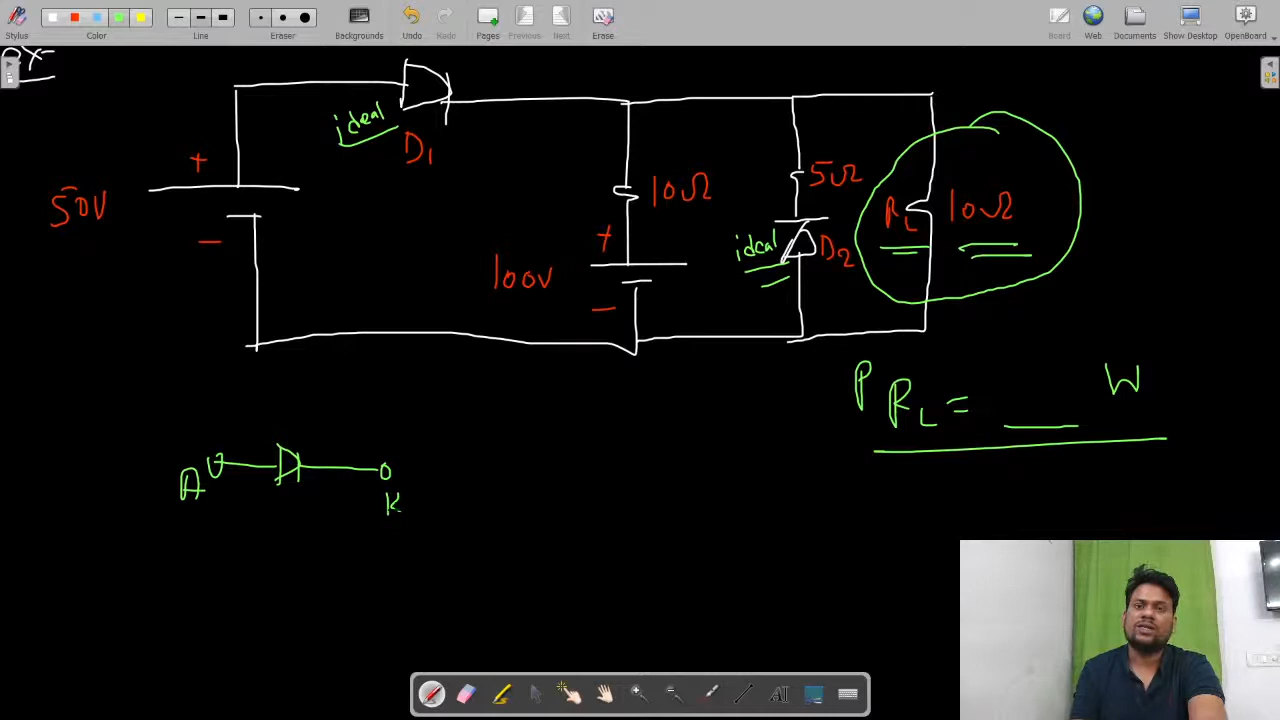 Stylus
Color
Line
Eraser
Backgrounds
Undo
Redo
Pages
Previous
Next
Erase
Board
Web
Documents
Show Desktop
OpenBoard
ideal
D1
+
50V
-
10Ω
+
100V
-
5Ω
ideal
D2
RL 10Ω
P RL = ___ W
A
K